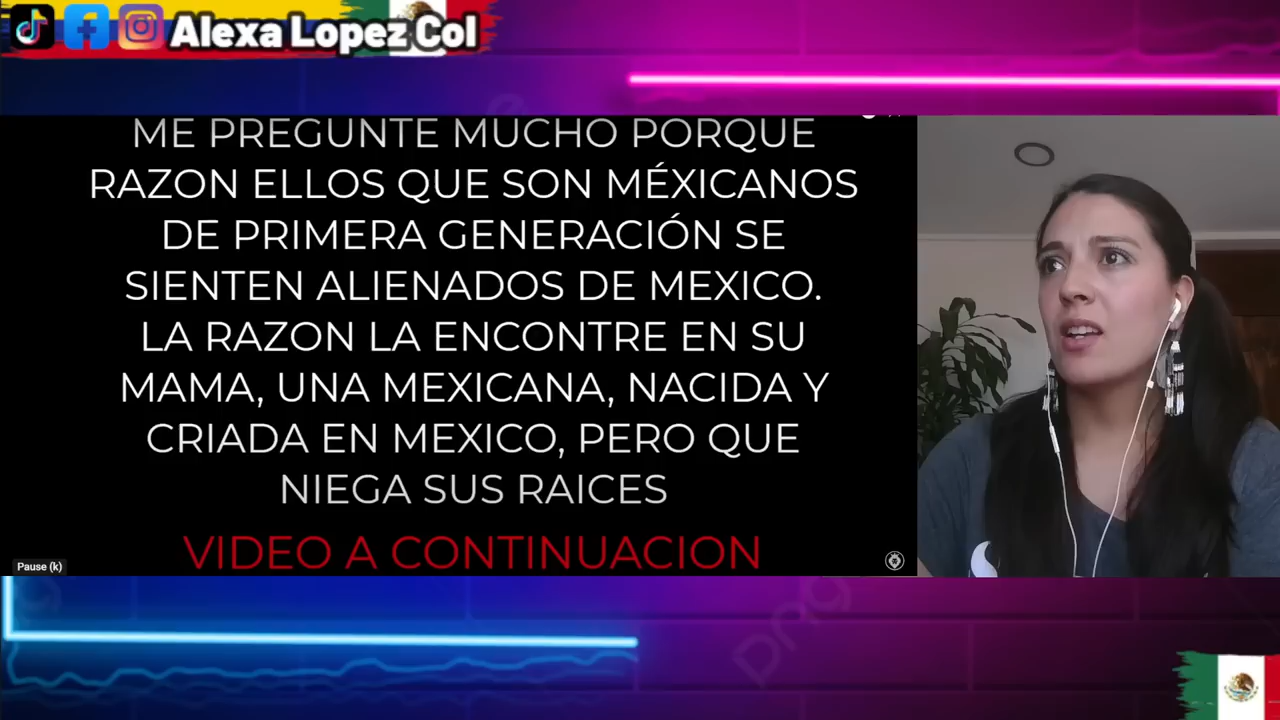 Alexa Lopez Col
ME PREGUNTE MUCHO PORQUE
RAZON ELLOS QUE SON MÉXICANOS
DE PRIMERA GENERACIÓN SE
SIENTEN ALIENADOS DE MEXICO.
LA RAZON LA ENCONTRE EN SU
MAMA, UNA MEXICANA, NACIDA Y
CRIADA EN MEXICO, PERO QUE
NIEGA SUS RAICES
VIDEO A CONTINUACION
Pause (k)